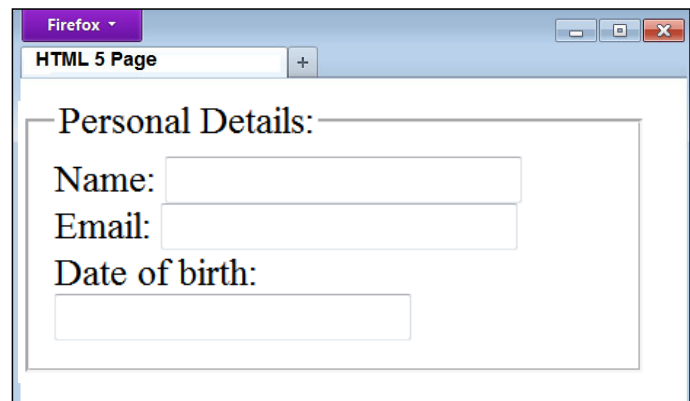 Firefox
HTML 5 Page +
Personal Details:
Name:
Email:
Date of birth: